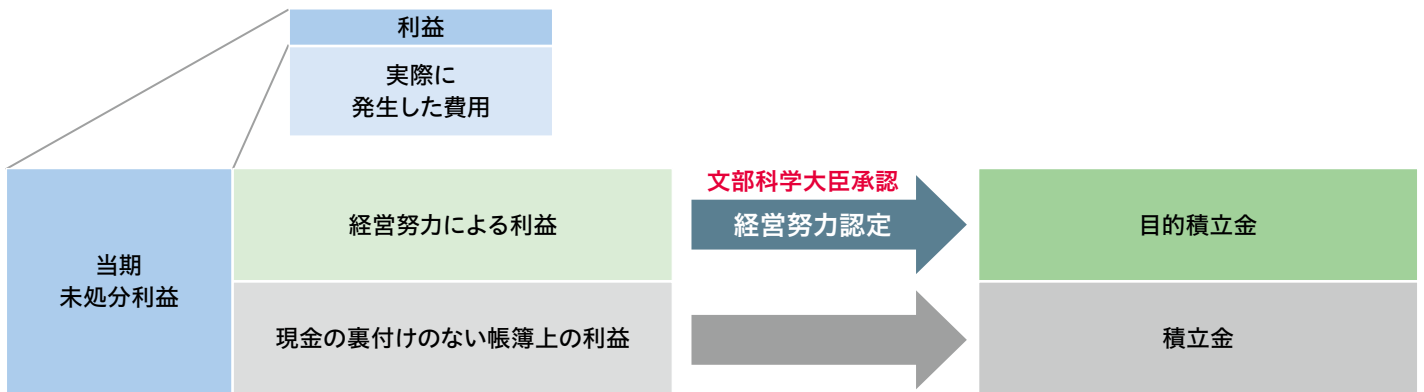 利益
実際に
発生した費用
当期
未処分利益
経営努力による利益
文部科学大臣承認
経営努力認定
目的積立金
現金の裏付けのない帳簿上の利益
積立金